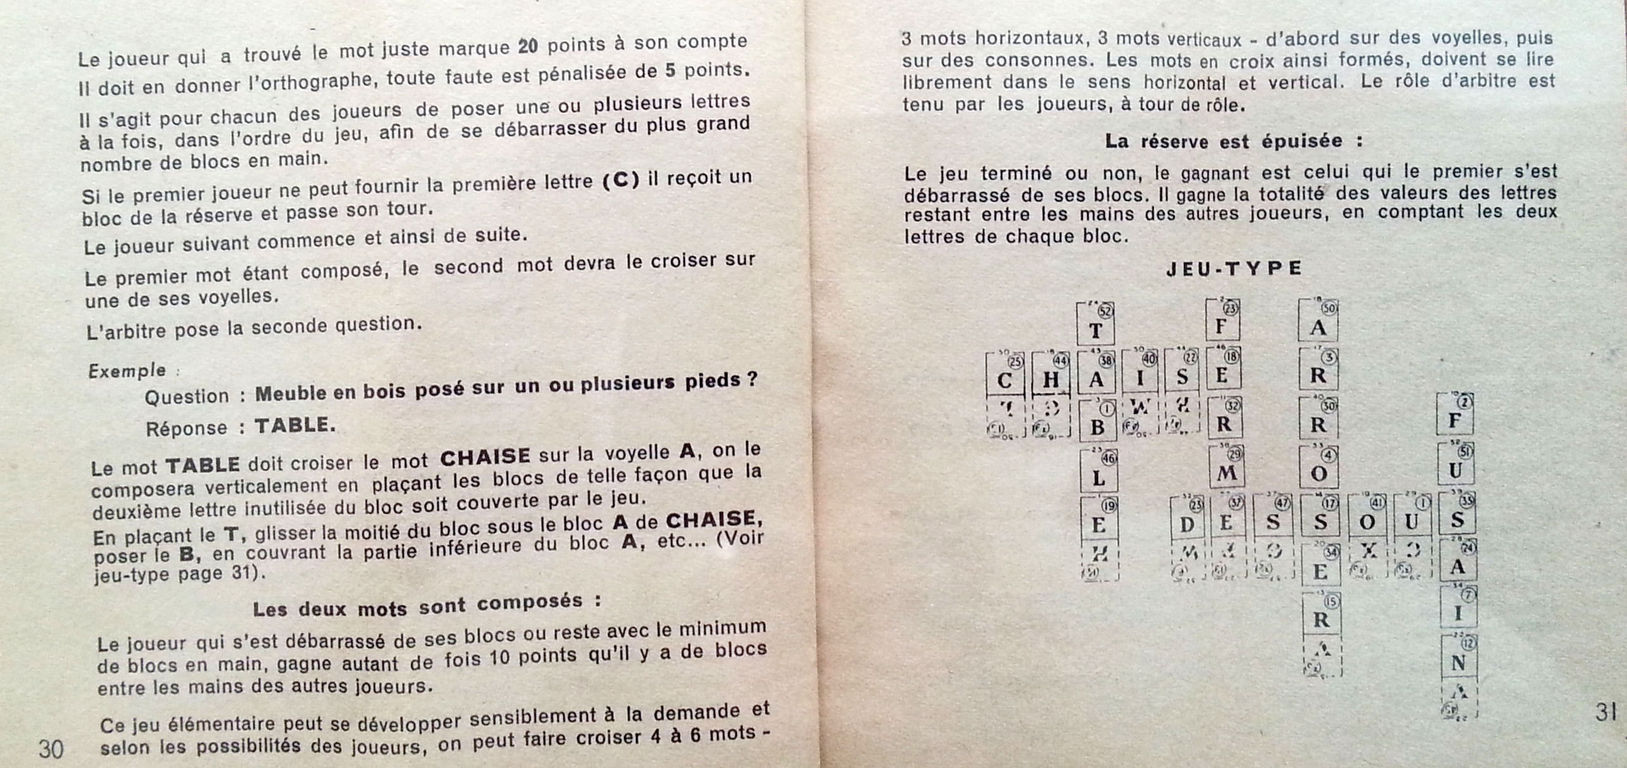 Le joueur qui a trouvé le mot juste marque 20 points à son compte
Il doit en donner l'orthographe, toute faute est pénalisée de 5 points.
Il s'agit pour chacun des joueurs de poser une ou plusieurs lettres
à la fois, dans l'ordre du jeu, afin de se débarrasser du plus grand
nombre de blocs en main.
Si le premier joueur ne peut fournir la première lettre (C) il reçoit un
bloc de la réserve et passe son tour.
Le joueur suivant commence et ainsi de suite.
Le premier mot étant composé, le second mot devra le croiser sur
une de ses voyelles.
L'arbitre pose la seconde question.
Exemple :
Question : Meuble en bois posé sur un ou plusieurs pieds ?
Réponse : TABLE.
Le mot TABLE doit croiser le mot CHAISE sur la voyelle A, on le
composera verticalement en plaçant les blocs de telle façon que la
deuxième lettre inutilisée du bloc soit couverte par le jeu.
En plaçant le T, glisser la moitié du bloc sous le bloc A de CHAISE,
poser le B, en couvrant la partie inférieure du bloc A, etc... (Voir
jeu-type page 31).
Les deux mots sont composés :
Le joueur qui s'est débarrassé de ses blocs ou reste avec le minimum
de blocs en main, gagne autant de fois 10 points qu'il y a de blocs
entre les mains des autres joueurs.
Ce jeu élémentaire peut se développer sensiblement à la demande et
selon les possibilités des joueurs, on peut faire croiser 4 à 6 mots -
30
3 mots horizontaux, 3 mots verticaux - d'abord sur des voyelles, puis
sur des consonnes. Les mots en croix ainsi formés, doivent se lire
librement dans le sens horizontal et vertical. Le rôle d'arbitre est
tenu par les joueurs, à tour de rôle.
La réserve est épuisée :
Le jeu terminé ou non, le gagnant est celui qui le premier s'est
débarrassé de ses blocs. Il gagne la totalité des valeurs des lettres
restant entre les mains des autres joueurs, en comptant les deux
lettres de chaque bloc.
JEU-TYPE
T F A
C H A I S E R
B R R F
L M O U
E D E S S O U S
E A
R I
N
31